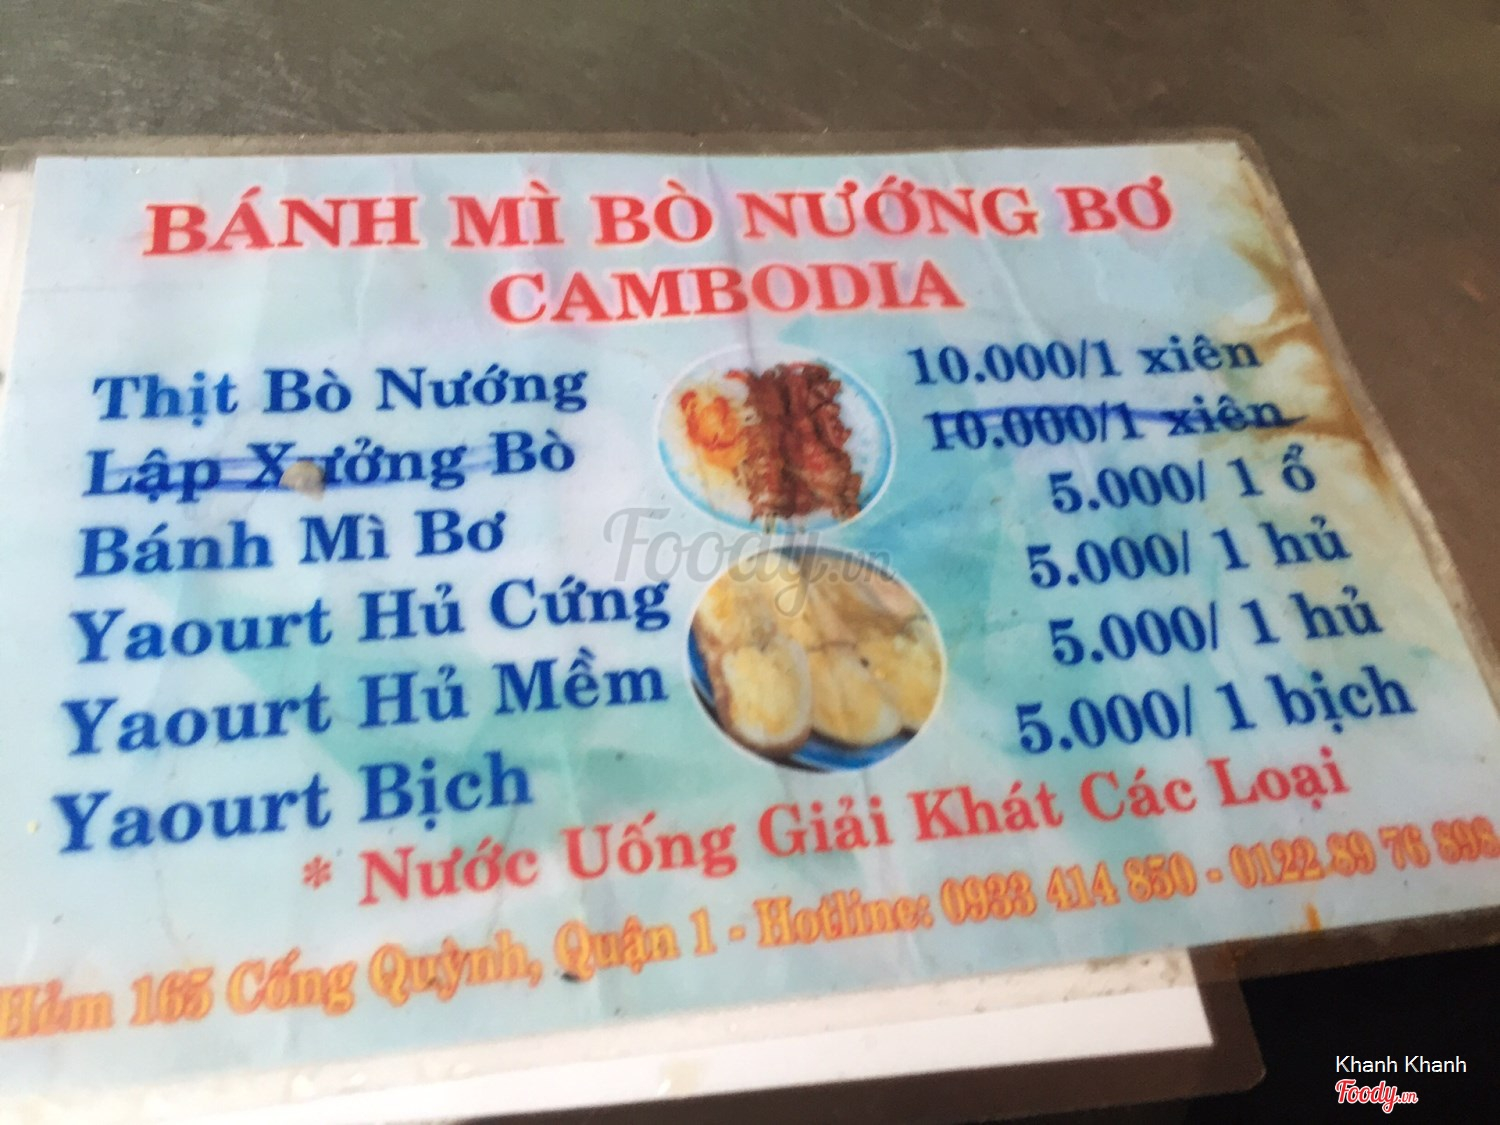 BÁNH MÌ BÒ NƯỚNG BƠ
CAMBODIA
Thịt Bò Nướng 10.000/1 xiên
Lập Xưởng Bò 10.000/1 xiên
Bánh Mì Bơ 5.000/ 1 ổ
Yaourt Hủ Cứng 5.000/ 1 hủ
Yaourt Hủ Mềm 5.000/ 1 hủ
Yaourt Bịch 5.000/ 1 bịch
* Nước Uống Giải Khát Các Loại
Hẻm 165 Cống Quỳnh, Quận 1 - Hotline: 0933 414 850 - 0122.89 76 898
Foody.vn
Khanh Khanh
Foody.vn